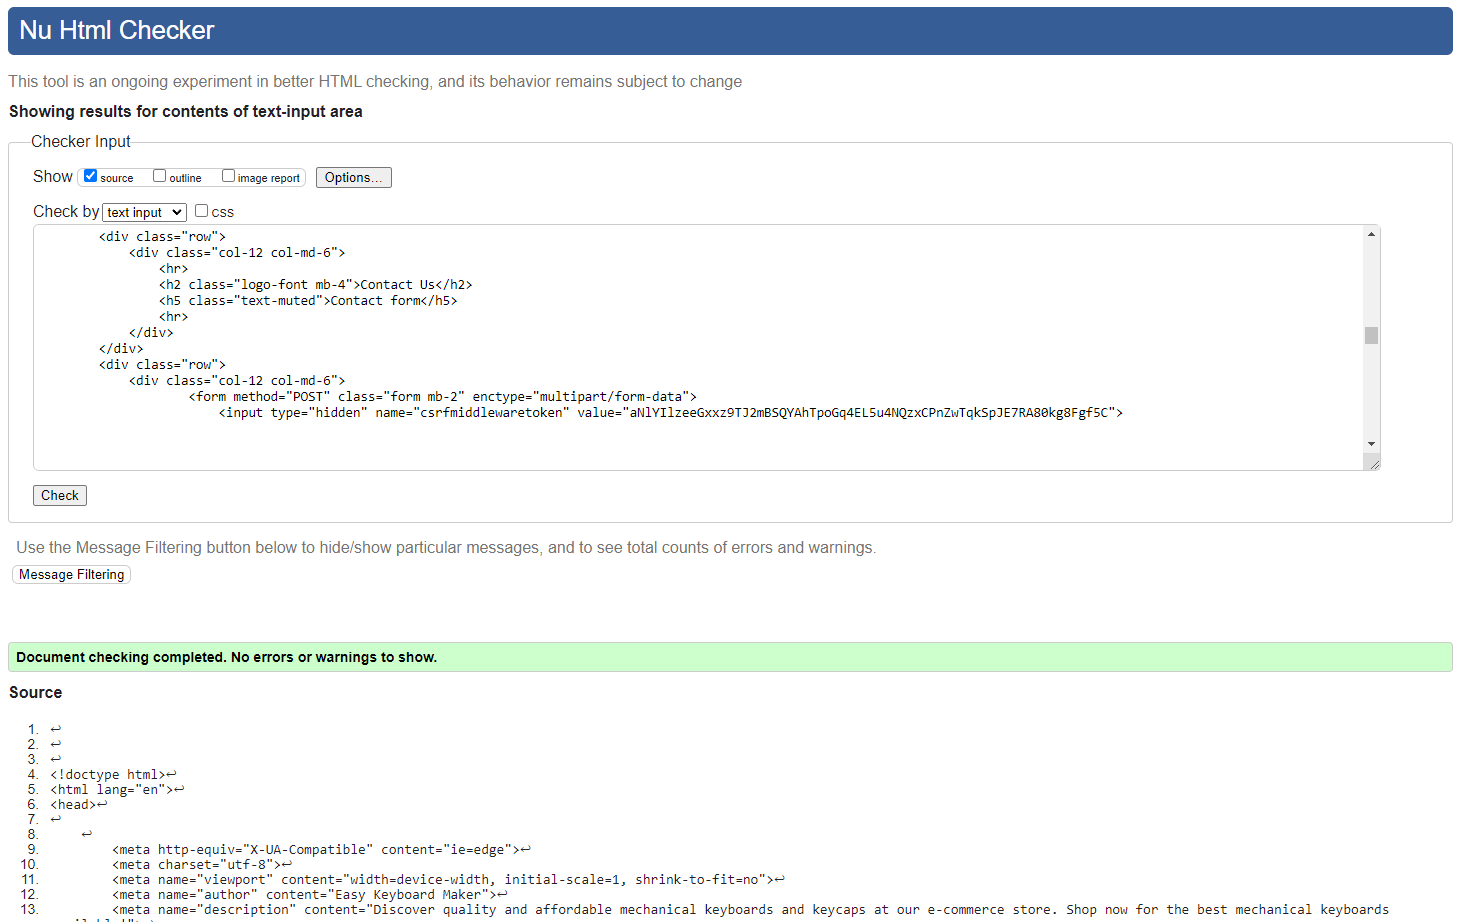 Nu Html Checker
This tool is an ongoing experiment in better HTML checking, and its behavior remains subject to change
Showing results for contents of text-input area
Checker Input
Show source outline image report Options...
Check by text input css
<div class="row">
<div class="col-12 col-md-6">
<hr>
<h2 class="logo-font mb-4">Contact Us</h2>
<h5 class="text-muted">Contact form</h5>
<hr>
</div>
</div>
<div class="row">
<div class="col-12 col-md-6">
<form method="POST" class="form mb-2" enctype="multipart/form-data">
<input type="hidden" name="csrfmiddlewaretoken" value="aNlYIlzeeGxxz9TJ2mBSQYAhTpoGq4EL5u4NQzxCPnZwTqkSpJE7RA80kg8Fgf5C">
Check
Use the Message Filtering button below to hide/show particular messages, and to see total counts of errors and warnings.
Message Filtering
Document checking completed. No errors or warnings to show.
Source
1. ↩
2. ↩
3. ↩
4. <!doctype html>↩
5. <html lang="en">↩
6. <head>↩
7. ↩
8. ↩
9. <meta http-equiv="X-UA-Compatible" content="ie=edge">↩
10. <meta charset="utf-8">↩
11. <meta name="viewport" content="width=device-width, initial-scale=1, shrink-to-fit=no">↩
12. <meta name="author" content="Easy Keyboard Maker">↩
13. <meta name="description" content="Discover quality and affordable mechanical keyboards and keycaps at our e-commerce store. Shop now for the best mechanical keyboards